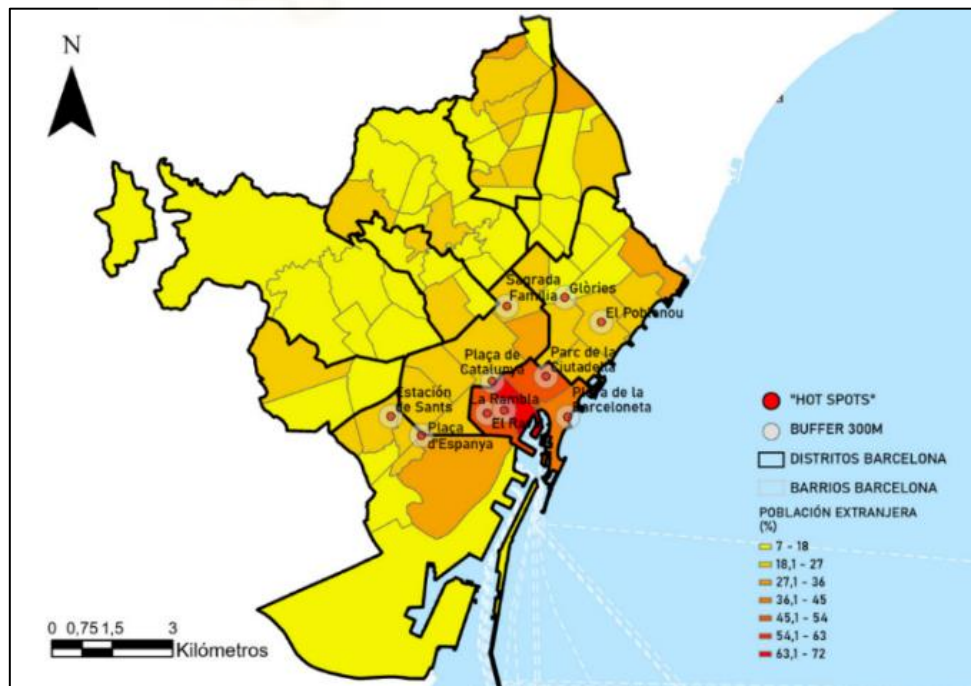 N
Sagrada
Família
Glòries
El Poblenou
Plaça de
Catalunya
Parc de la
Ciutadella
Estación
de Sants
La Rambla
El
Playa de la
Barceloneta
Plaça
d'Espanya
"HOT SPOTS"
BUFFER 300M
DISTRITOS BARCELONA
BARRIOS BARCELONA
POBLACIÓN EXTRANJERA
(%)
7 - 18
18,1 - 27
27,1 - 36
36,1 - 45
45,1 - 54
54,1 - 63
63,1 - 72
0 0,75 1,5 3
Kilómetros